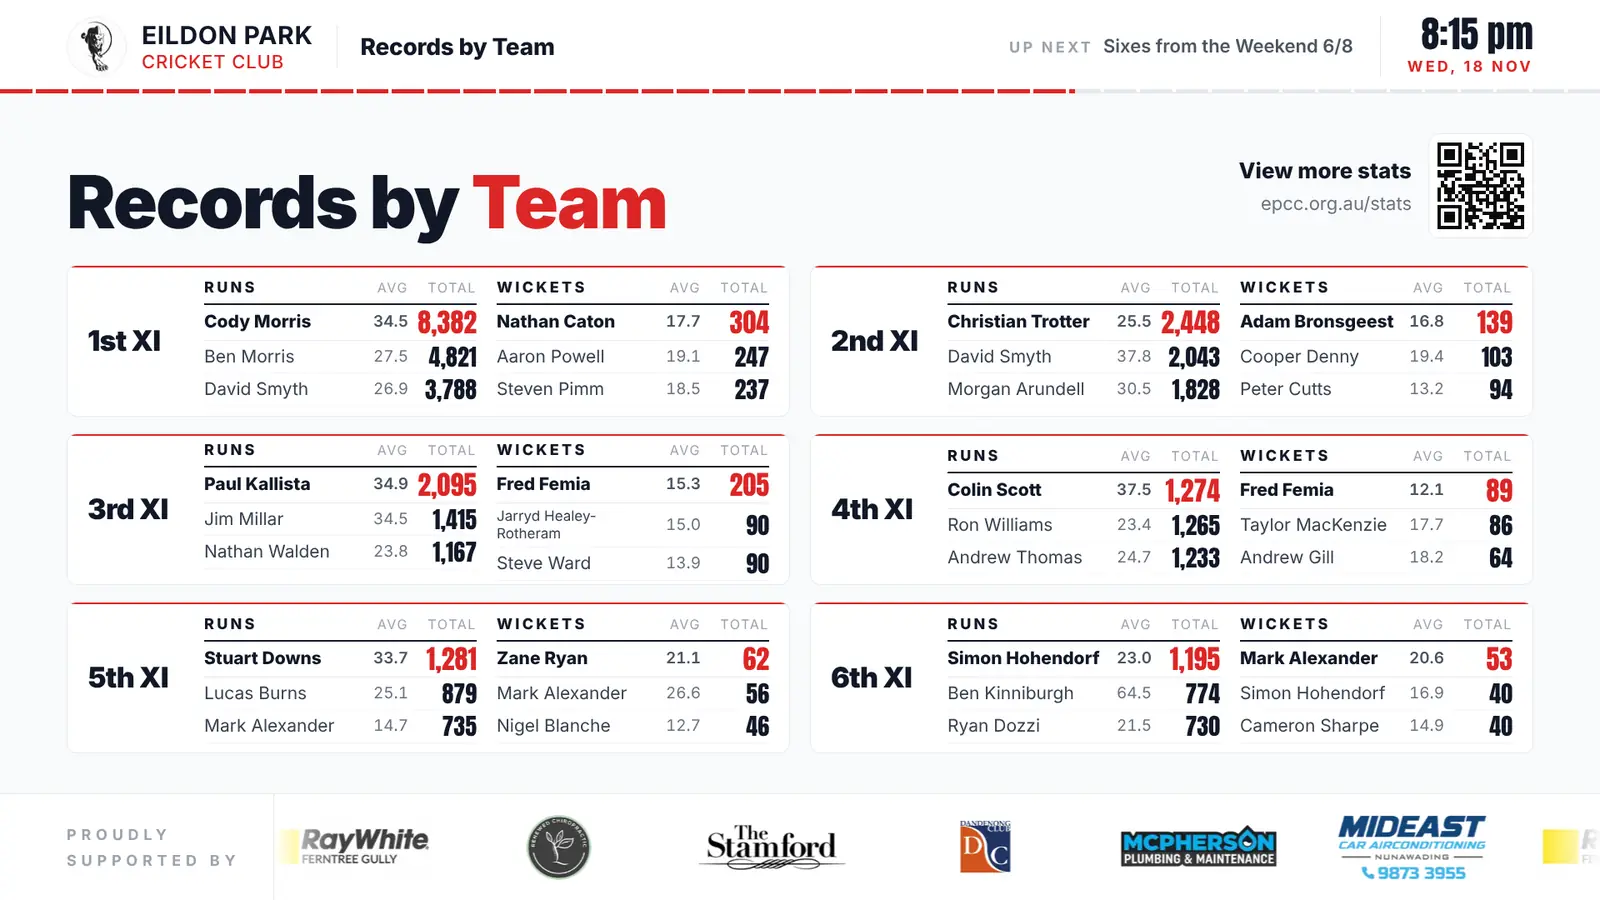 EILDON PARK
CRICKET CLUB
Records by Team
UP NEXT Sixes from the Weekend 6/8
8:15 pm
WED, 18 NOV
Records by Team
View more stats
epcc.org.au/stats
1st XI
RUNS AVG TOTAL WICKETS AVG TOTAL
Cody Morris 34.5 8,382 Nathan Caton 17.7 304
Ben Morris 27.5 4,821 Aaron Powell 19.1 247
David Smyth 26.9 3,788 Steven Pimm 18.5 237
2nd XI
RUNS AVG TOTAL WICKETS AVG TOTAL
Christian Trotter 25.5 2,448 Adam Bronsgeest 16.8 139
David Smyth 37.8 2,043 Cooper Denny 19.4 103
Morgan Arundell 30.5 1,828 Peter Cutts 13.2 94
3rd XI
RUNS AVG TOTAL WICKETS AVG TOTAL
Paul Kallista 34.9 2,095 Fred Femia 15.3 205
Jim Millar 34.5 1,415 Jarryd Healey-
Rotheram 15.0 90
Nathan Walden 23.8 1,167 Steve Ward 13.9 90
4th XI
RUNS AVG TOTAL WICKETS AVG TOTAL
Colin Scott 37.5 1,274 Fred Femia 12.1 89
Ron Williams 23.4 1,265 Taylor MacKenzie 17.7 86
Andrew Thomas 24.7 1,233 Andrew Gill 18.2 64
5th XI
RUNS AVG TOTAL WICKETS AVG TOTAL
Stuart Downs 33.7 1,281 Zane Ryan 21.1 62
Lucas Burns 25.1 879 Mark Alexander 26.6 56
Mark Alexander 14.7 735 Nigel Blanche 12.7 46
6th XI
RUNS AVG TOTAL WICKETS AVG TOTAL
Simon Hohendorf 23.0 1,195 Mark Alexander 20.6 53
Ben Kinniburgh 64.5 774 Simon Hohendorf 16.9 40
Ryan Dozzi 21.5 730 Cameron Sharpe 14.9 40
PROUDLY
SUPPORTED BY
RayWhite
FERNTREE GULLY
RENEWED CHIROPRACTIC
The
Stamford
DANDENONG
CLUB
DC
MCPHERSON
PLUMBING & MAINTENANCE
MIDEAST
CAR AIRCONDITIONING
NUNAWADING
9873 3955